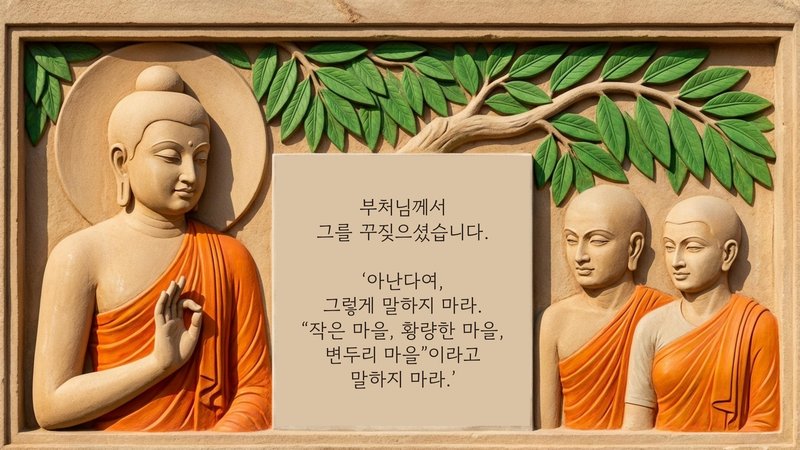 부처님께서
그를 꾸짖으셨습니다.
‘아난다여,
그렇게 말하지 마라.
“작은 마을, 황량한 마을,
변두리 마을”이라고
말하지 마라.’